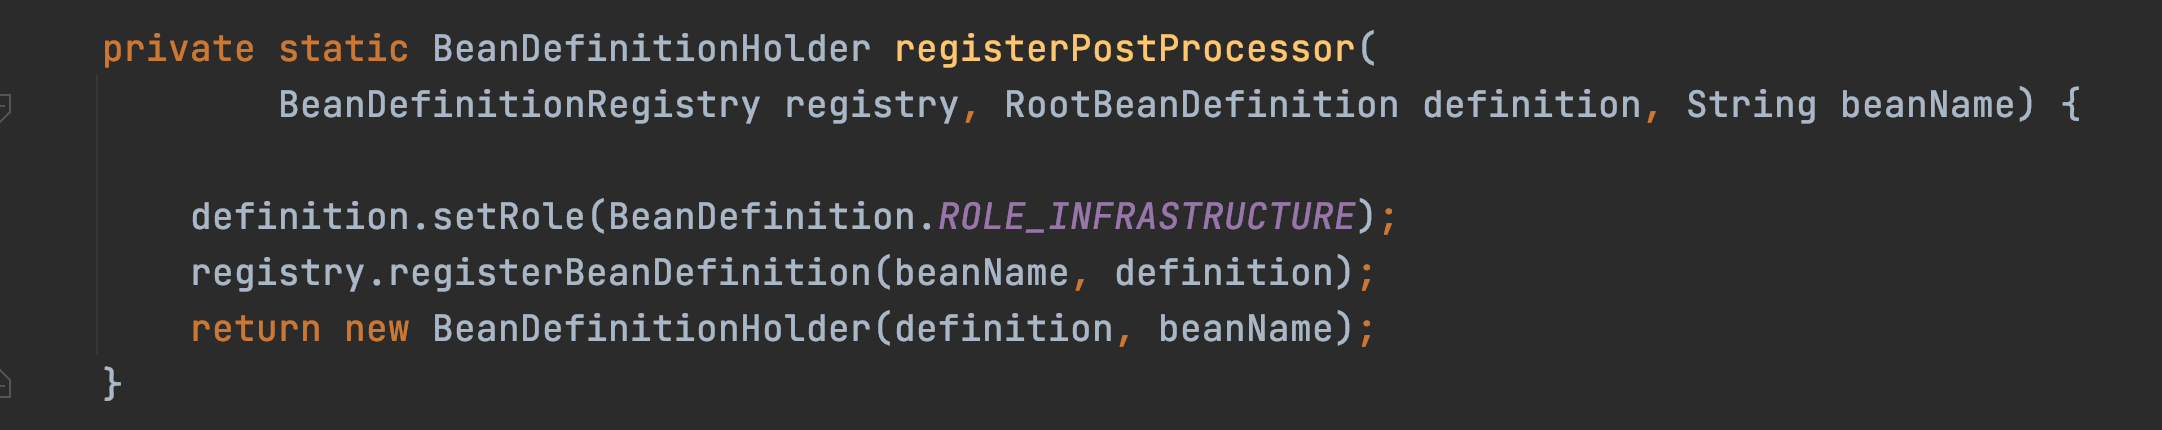 private static BeanDefinitionHolder registerPostProcessor(
BeanDefinitionRegistry registry, RootBeanDefinition definition, String beanName) {
definition.setRole(BeanDefinition.ROLE_INFRASTRUCTURE);
registry.registerBeanDefinition(beanName, definition);
return new BeanDefinitionHolder(definition, beanName);
}